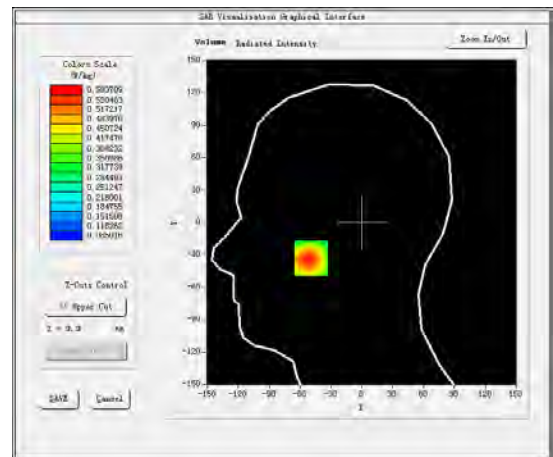 SAR Visualisation Graphical Interface
Volume Radiated Intensity
Zoom In/Out
Colors Scale
(W/kg)
0.583709
0.550463
0.517217
0.483970
0.450724
0.417478
0.384232
0.350986
0.317739
0.284493
0.251247
0.218001
0.184755
0.151508
0.118262
0.085016
150
120
90
60
30
0
-30
-60
-90
-120
-150
Y
-150 -120 -90 -60 -30 0 30 60 90 120 150
X
Z-Cuts Control
Upper Cut
Z = 0.0 mm
SAVE
Cancel